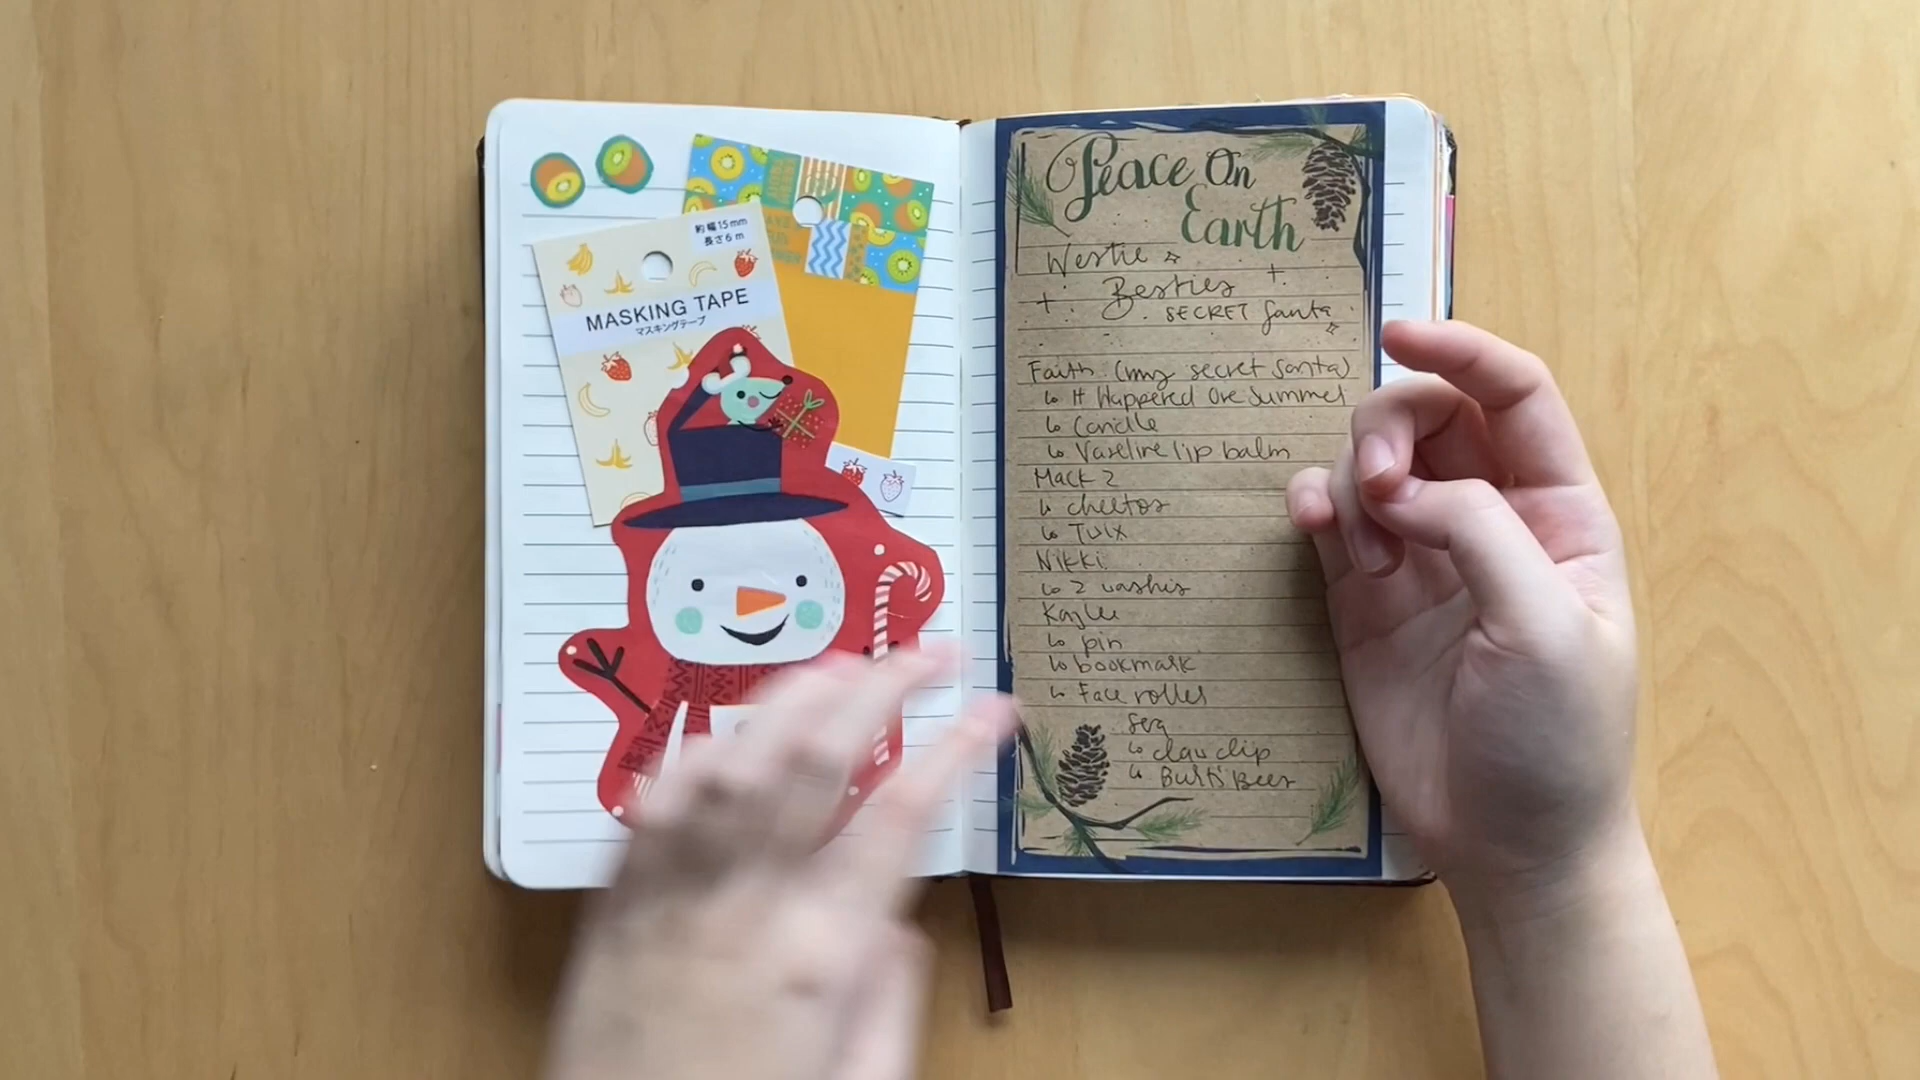 約幅15mm
長さ6m
MASKING TAPE
マスキングテープ
Peace On
Earth
Westie
Besties
SECRET Santa
Faith (my secret santa)
↳ It Happened One Summer
↳ Candle
↳ Vaseline lip balm
Mack 2
↳ cheetos
↳ Twix
Nikki
↳ 2 washis
Kaylee
↳ pin
↳ bookmark
↳ Face roller
Sera
↳ claw clip
↳ Burt's Bees